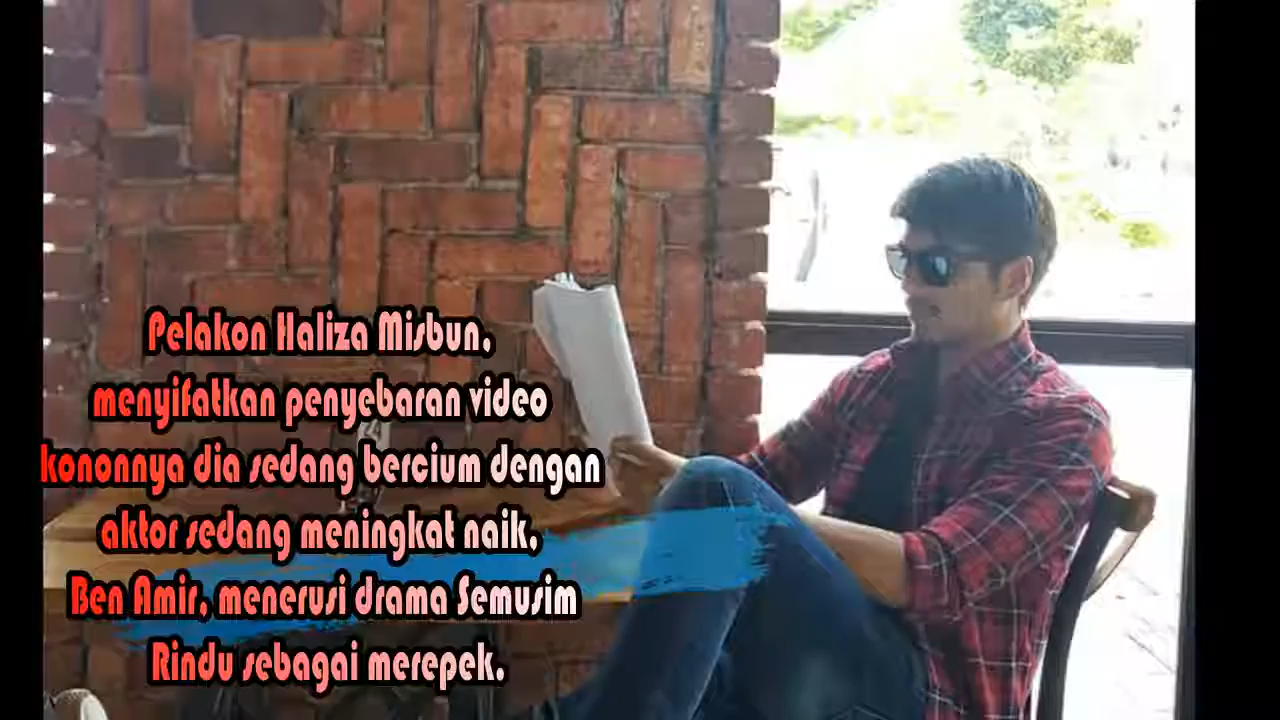 Pelakon Haliza Misbun,
menyifatkan penyebaran video
kononnya dia sedang bercium dengan
aktor sedang meningkat naik,
Ben Amir, menerusi drama Semusim
Rindu sebagai merepek.